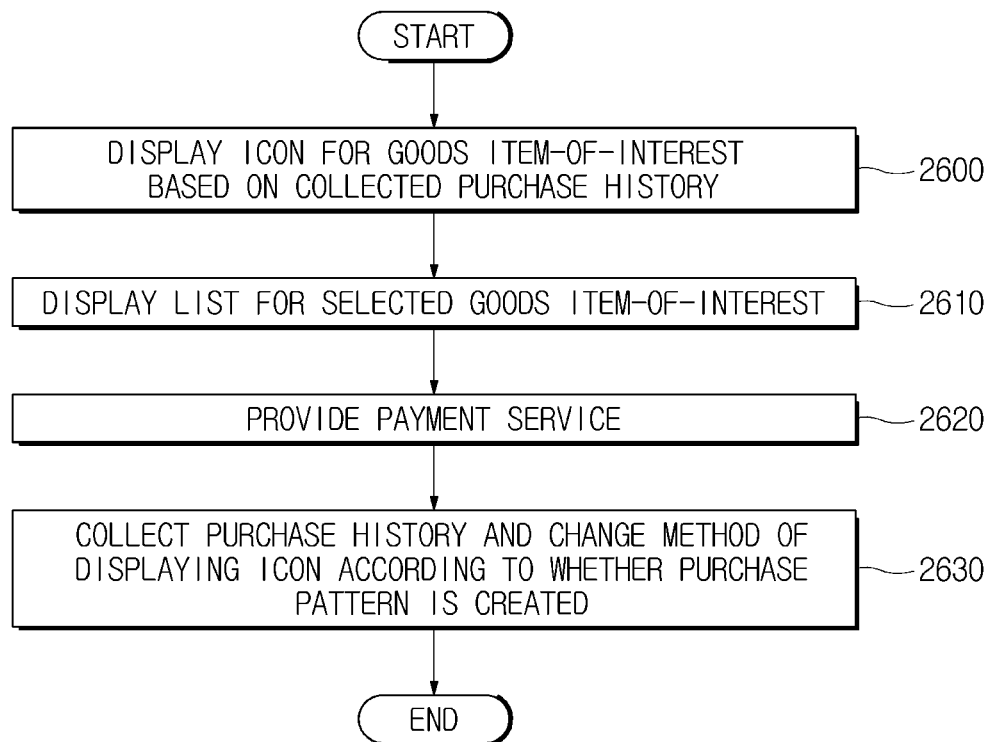 START
DISPLAY ICON FOR GOODS ITEM-OF-INTEREST
BASED ON COLLECTED PURCHASE HISTORY
2600
DISPLAY LIST FOR SELECTED GOODS ITEM-OF-INTEREST
2610
PROVIDE PAYMENT SERVICE
2620
COLLECT PURCHASE HISTORY AND CHANGE METHOD OF
DISPLAYING ICON ACCORDING TO WHETHER PURCHASE
PATTERN IS CREATED
2630
END